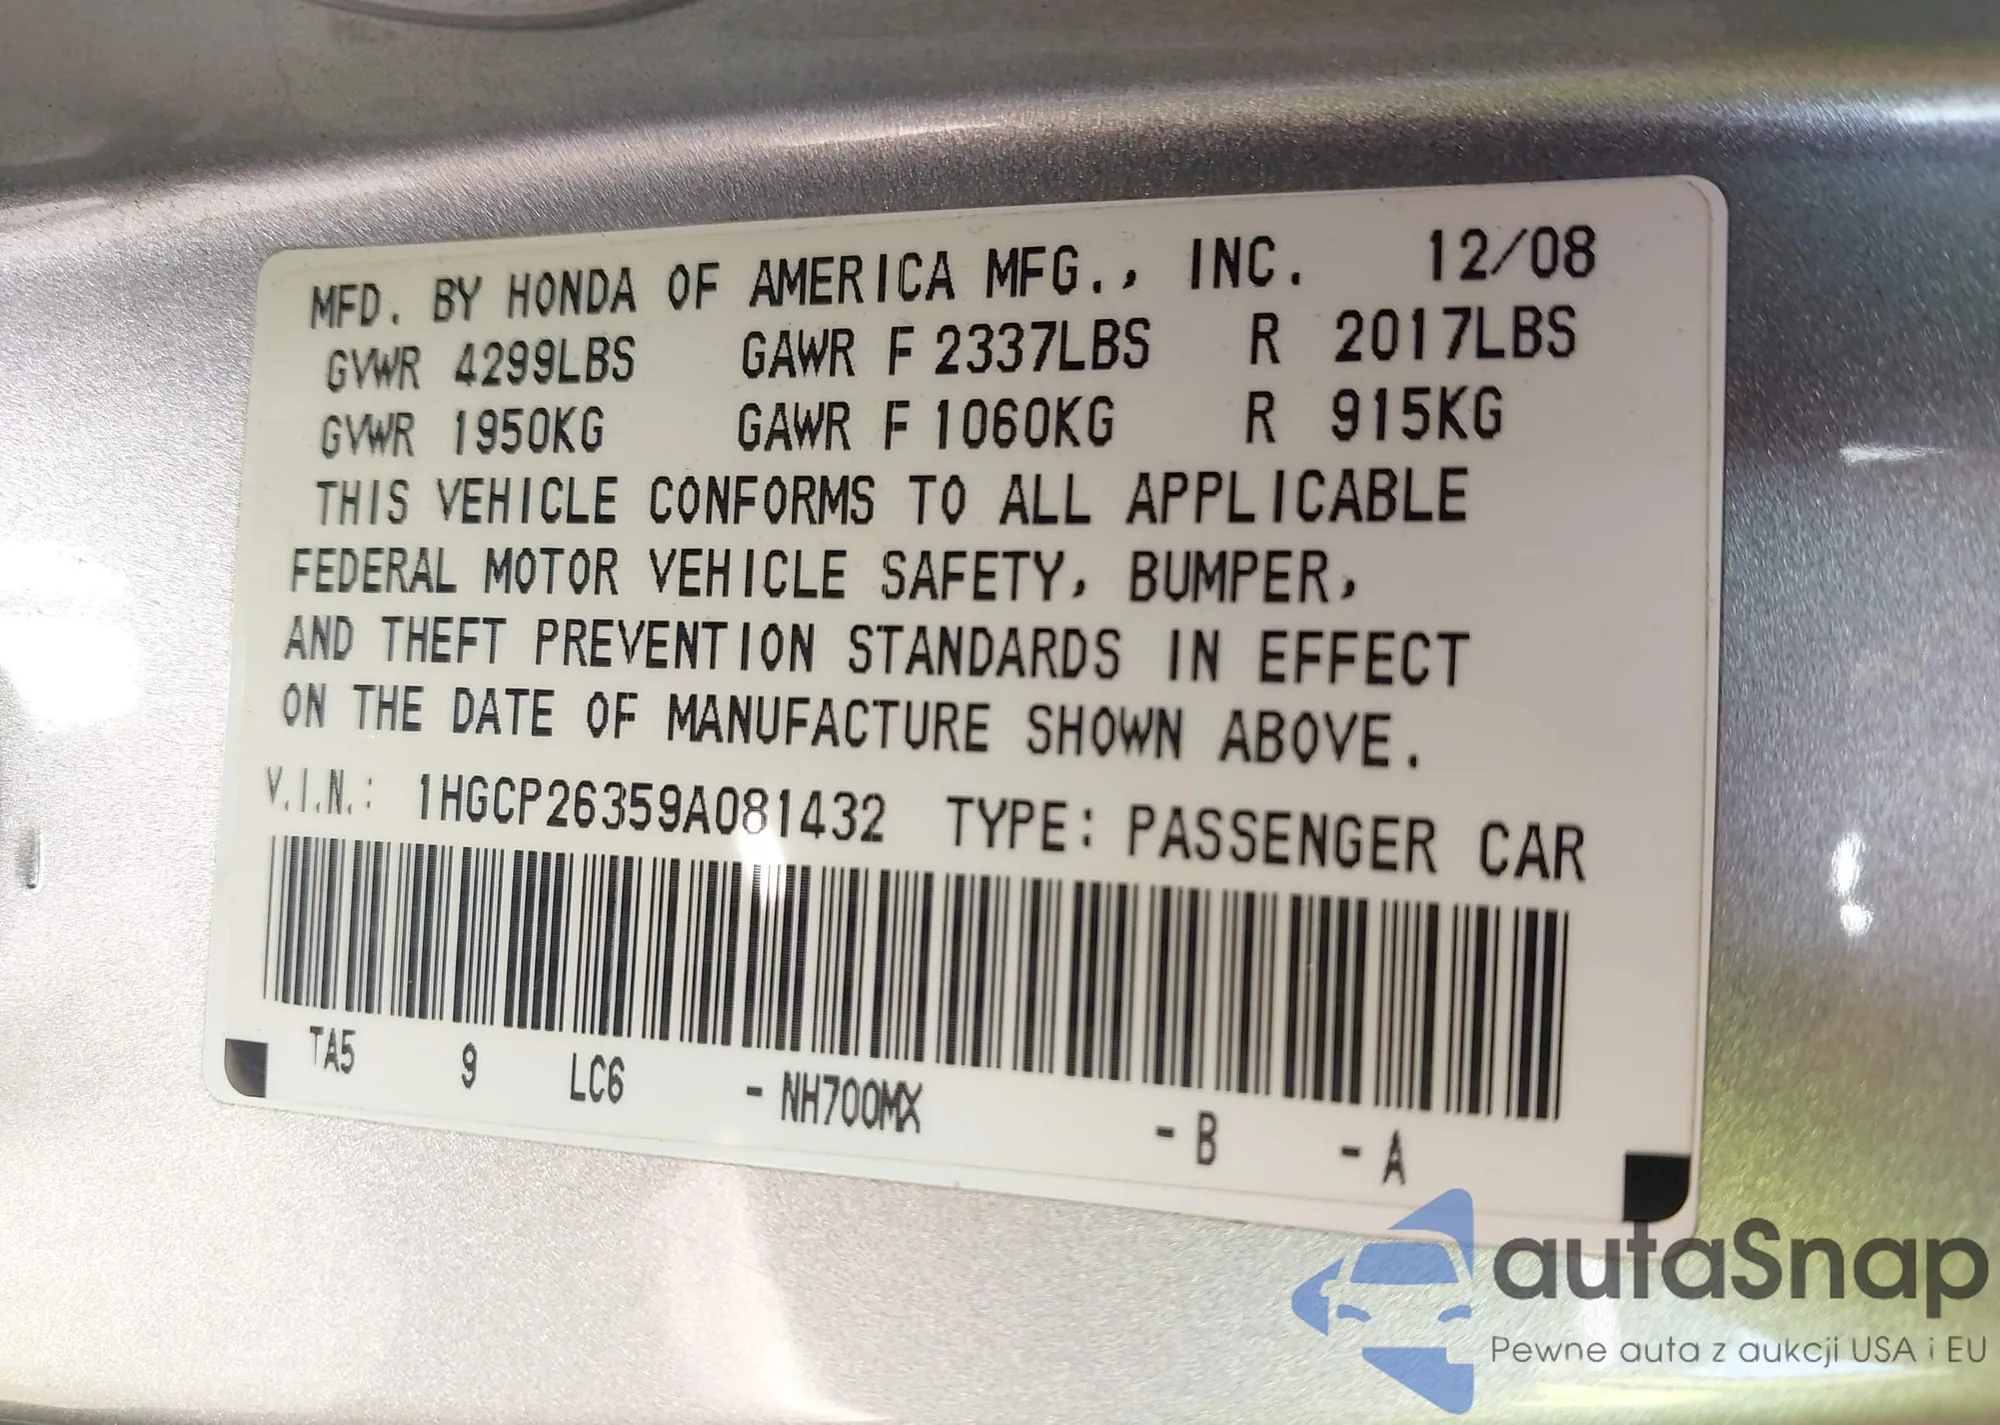 MFD. BY HONDA OF AMERICA MFG., INC. 12/08
GVWR 4299LBS GAWR F 2337LBS R 2017LBS
GVWR 1950KG GAWR F 1060KG R 915KG
THIS VEHICLE CONFORMS TO ALL APPLICABLE
FEDERAL MOTOR VEHICLE SAFETY, BUMPER,
AND THEFT PREVENTION STANDARDS IN EFFECT
ON THE DATE OF MANUFACTURE SHOWN ABOVE.
V.I.N.: 1HGCP26359A081432 TYPE: PASSENGER CAR
TA5 9 LC6 - NH700MX - B - A
autaSnap
Pewne auta z aukcji USA i EU